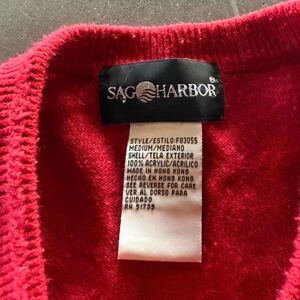 SAG HARBOR®
STYLE/ESTILO: F83055
MEDIUM/MEDIANO
SHELL/TELA EXTERIOR
100% ACRYLIC/ACRILICO
MADE IN HONG KONG
HECHO EN HONG KONG
SEE REVERSE FOR CARE
VER AL DORSO PARA
CUIDADO
RN 51735